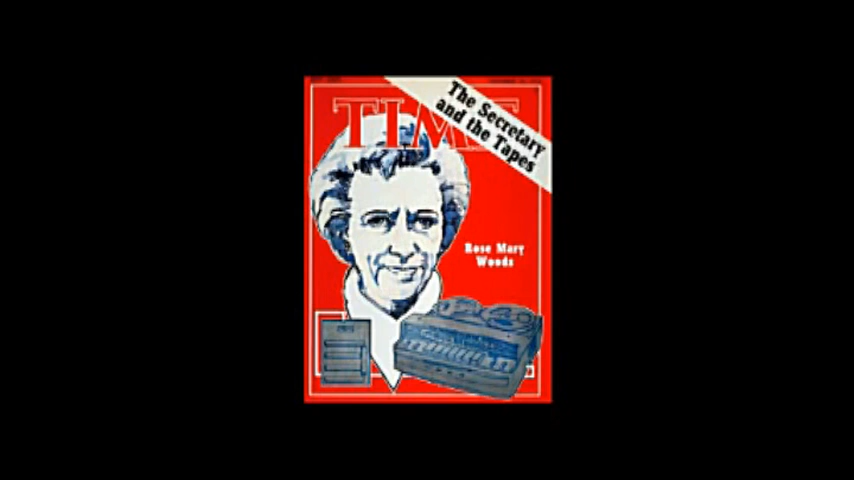 TIME
The Secretary
and the Tapes
Rose Mary
Woods